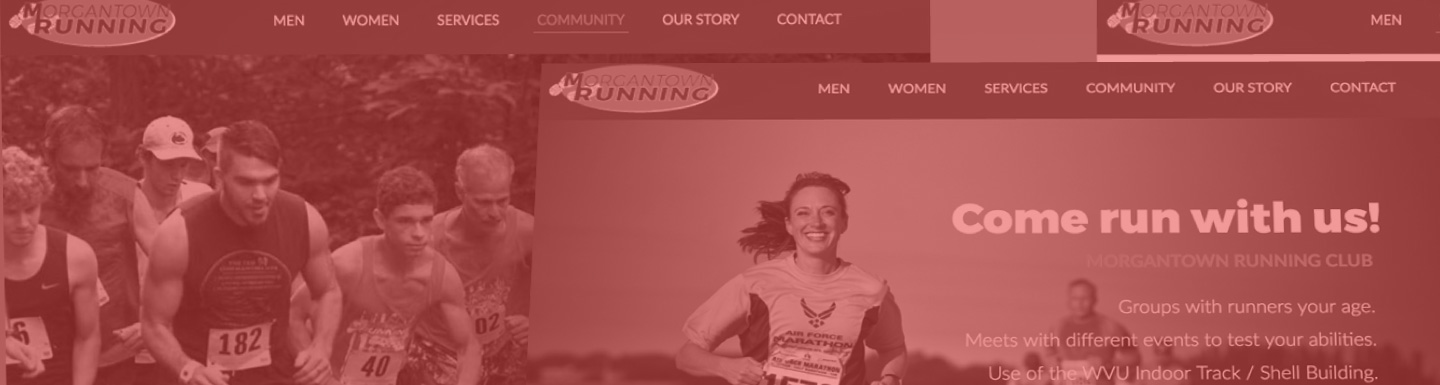 MORGANTOWN
RUNNING
MEN WOMEN SERVICES COMMUNITY OUR STORY CONTACT
MORGANTOWN
RUNNING
MEN
MORGANTOWN
RUNNING
MEN WOMEN SERVICES COMMUNITY OUR STORY CONTACT
Come run with us!
MORGANTOWN RUNNING CLUB
Groups with runners your age.
Meets with different events to test your abilities.
Use of the WVU Indoor Track / Shell Building.
6
182
40
02
AIR FORCE
MARATHON